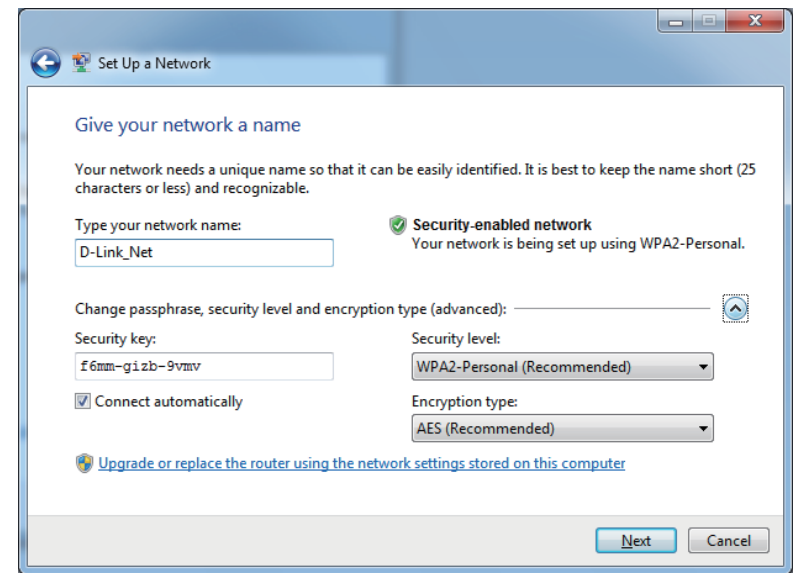 Set Up a Network
Give your network a name
Your network needs a unique name so that it can be easily identified. It is best to keep the name short (25
characters or less) and recognizable.
Type your network name:
D-Link_Net
Security-enabled network
Your network is being set up using WPA2-Personal.
Change passphrase, security level and encryption type (advanced):
Security key:
f6mm-gizb-9vmv
Security level:
WPA2-Personal (Recommended)
Connect automatically
Encryption type:
AES (Recommended)
Upgrade or replace the router using the network settings stored on this computer
Next
Cancel